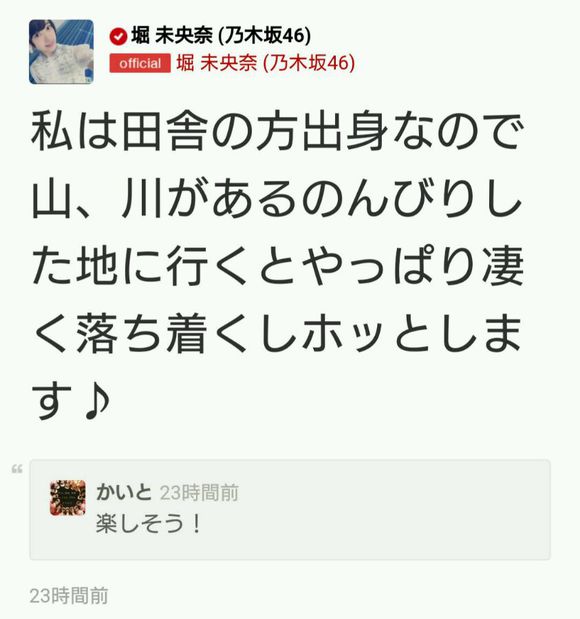 堀 未央奈 (乃木坂46)
official 堀 未央奈 (乃木坂46)
私は田舎の方出身なので
山、川があるのんびりし
た地に行くとやっぱり凄
く落ち着くしホッとしま
す♪
かいと 23時間前
楽しそう！
23時間前